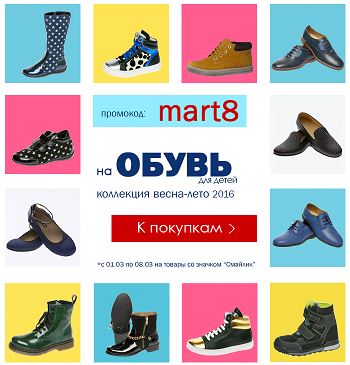 промокод: mart8
на ОБУВЬ
для детей
коллекция весна-лето 2016
К покупкам >
*с 01.03 по 08.03 на товары со значком "Смайлик"